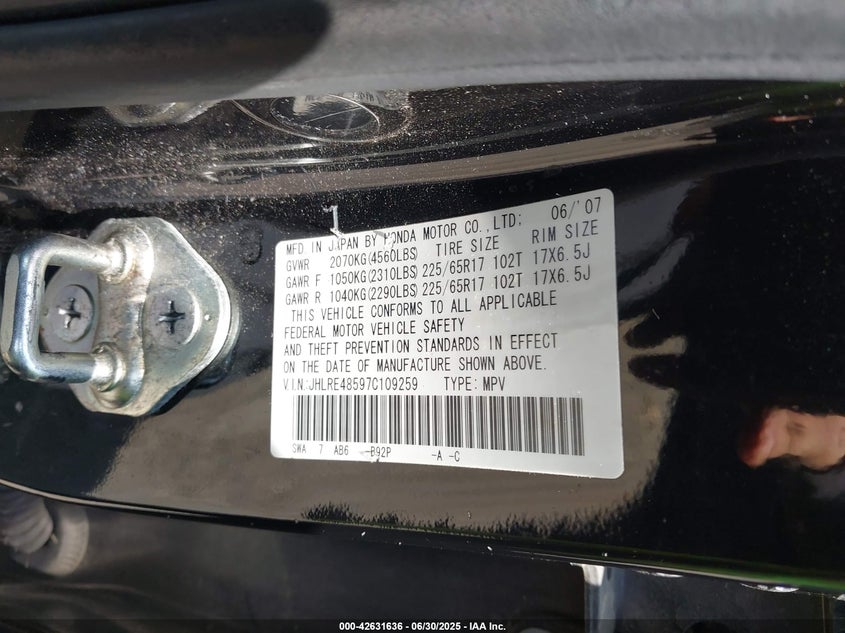 1
MFD IN JAPAN BY HONDA MOTOR CO.,LTD; 06/'07
GVWR 2070KG(4560LBS) TIRE SIZE RIM SIZE
GAWR F 1050KG(2310LBS) 225/65R17 102T 17X6.5J
GAWR R 1040KG(2290LBS) 225/65R17 102T 17X6.5J
THIS VEHICLE CONFORMS TO ALL APPLICABLE
FEDERAL MOTOR VEHICLE SAFETY
AND THEFT PREVENTION STANDARDS IN EFFECT
ON THE DATE OF MANUFACTURE SHOWN ABOVE.
V.I.N:JHLRE48597C109259 TYPE: MPV
SWA 7 AB6 -B92P -A -C
000-42631636 - 06/30/2025 - IAA Inc.